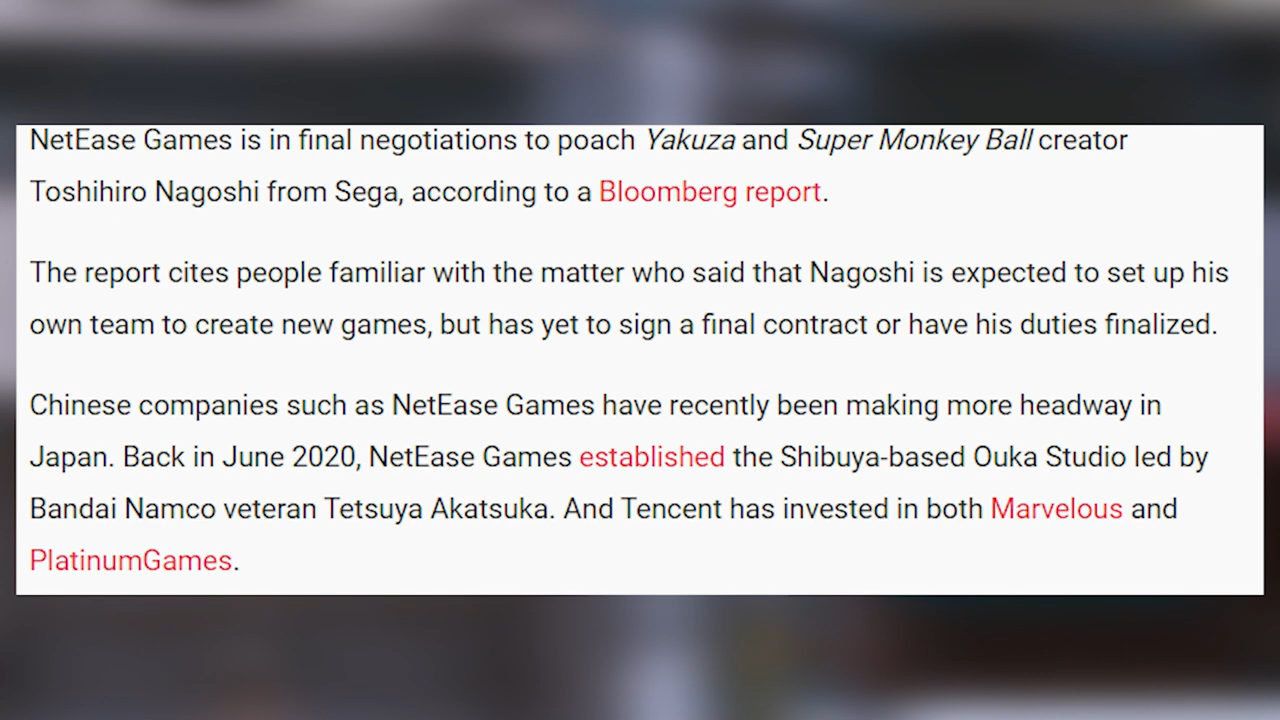 NetEase Games is in final negotiations to poach Yakuza and Super Monkey Ball creator
Toshihiro Nagoshi from Sega, according to a Bloomberg report.
The report cites people familiar with the matter who said that Nagoshi is expected to set up his
own team to create new games, but has yet to sign a final contract or have his duties finalized.
Chinese companies such as NetEase Games have recently been making more headway in
Japan. Back in June 2020, NetEase Games established the Shibuya-based Ouka Studio led by
Bandai Namco veteran Tetsuya Akatsuka. And Tencent has invested in both Marvelous and
PlatinumGames.